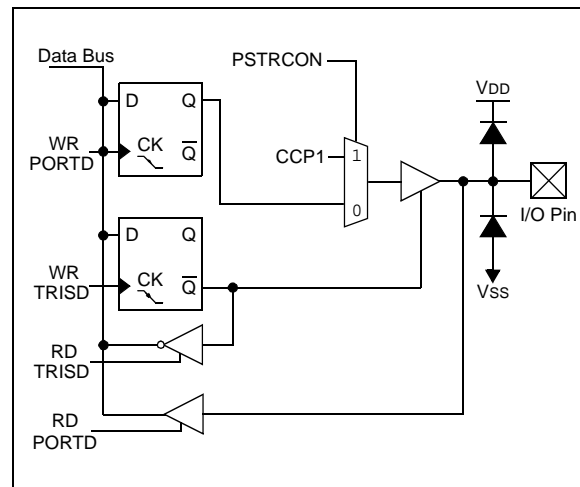 Data Bus
D Q
WR
PORTD
CK Q
PSTRCON
CCP1
1
0
VDD
I/O Pin
VSS
D Q
WR
TRISD
CK Q
RD
TRISD
RD
PORTD